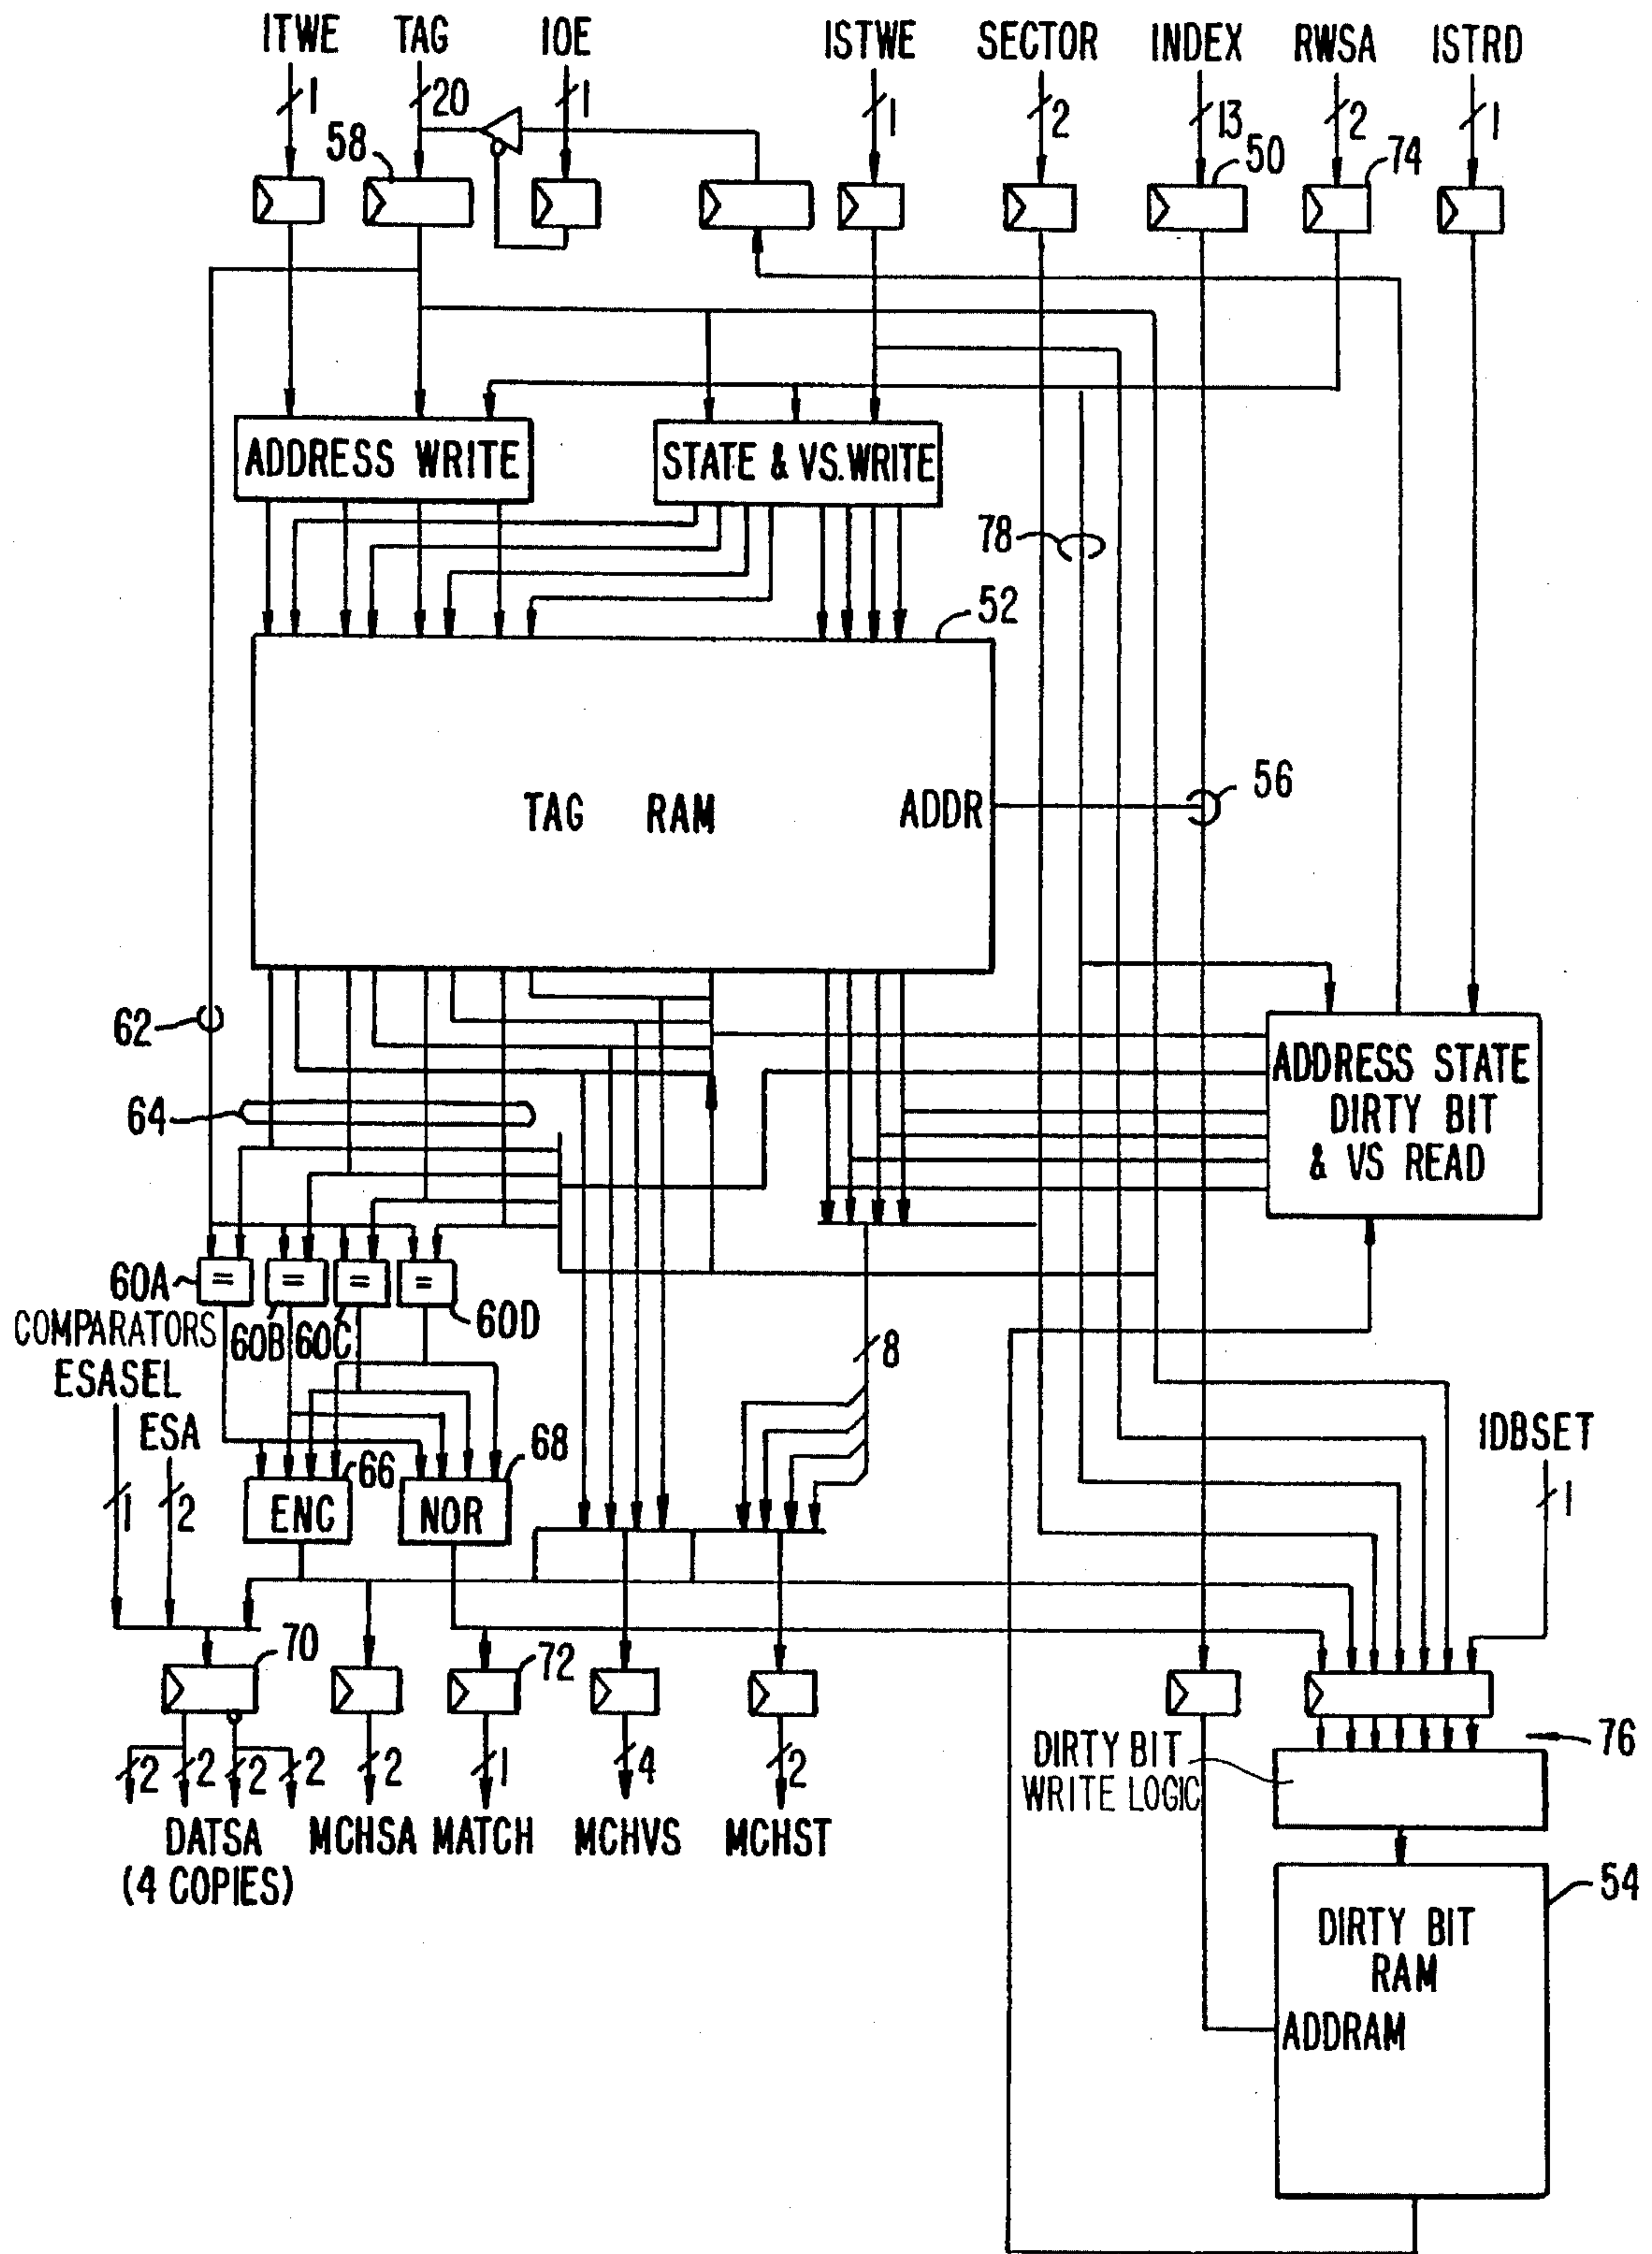 ITWE TAG IOE ISTWE SECTOR INDEX RWSA ISTRD
1 20 1 1 2 13 2 1
58 50 74
ADDRESS WRITE
STATE & VS. WRITE
78
52
TAG RAM ADDR
56
62
64
ADDRESS STATE
DIRTY BIT
& VS READ
60A = = = =
COMPARATORS 60B 60C 60D
8
ESASEL
ESA
IDBSET
1 2 1
66 68
ENC NOR
70 72
2 2 2 2 2 1 4 2
DATSA MCHSA MATCH MCHVS MCHST
(4 COPIES)
DIRTY BIT
WRITE LOGIC
76
54
DIRTY BIT
RAM
ADDRAM